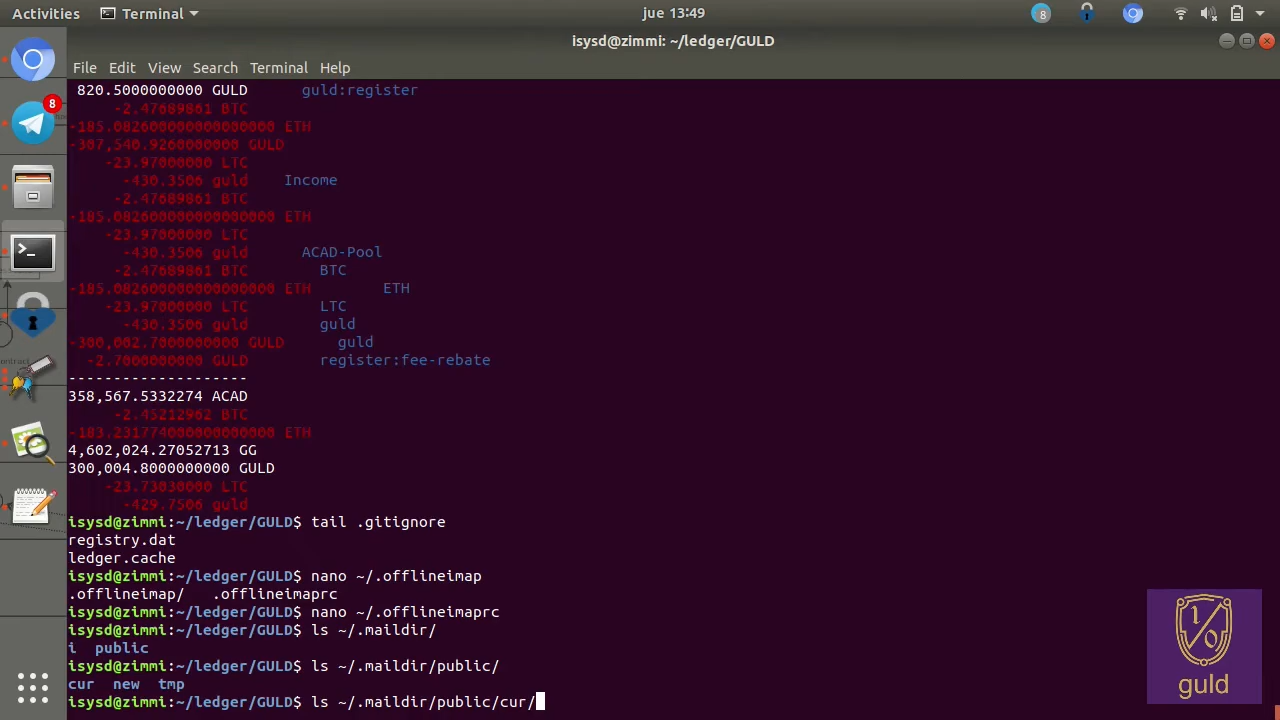 Activities Terminal jue 13:49 8
isysd@zimmi: ~/ledger/GULD
File Edit View Search Terminal Help
820.5000000000 GULD guld:register
-2.47689861 BTC
-185.082600000000000000 ETH
-307,540.9260000000 GULD
-23.97000000 LTC
-430.3506 guld Income
-2.47689861 BTC
-185.082600000000000000 ETH
-23.97000000 LTC
-430.3506 guld ACAD-Pool
-2.47689861 BTC BTC
-185.082600000000000000 ETH ETH
-23.97000000 LTC LTC
-430.3506 guld guld
-300,002.7000000000 GULD guld
-2.7000000000 GULD register:fee-rebate
--------------------
358,567.5332274 ACAD
-2.45212962 BTC
-183.231774000000000000 ETH
4,602,024.27052713 GG
300,004.8000000000 GULD
-23.73030000 LTC
-429.7506 guld
isysd@zimmi:~/ledger/GULD$ tail .gitignore
registry.dat
ledger.cache
isysd@zimmi:~/ledger/GULD$ nano ~/.offlineimap
.offlineimap/ .offlineimaprc
isysd@zimmi:~/ledger/GULD$ nano ~/.offlineimaprc
isysd@zimmi:~/ledger/GULD$ ls ~/.maildir/
i public
isysd@zimmi:~/ledger/GULD$ ls ~/.maildir/public/
cur new tmp
isysd@zimmi:~/ledger/GULD$ ls ~/.maildir/public/cur/
8
1/0
guld